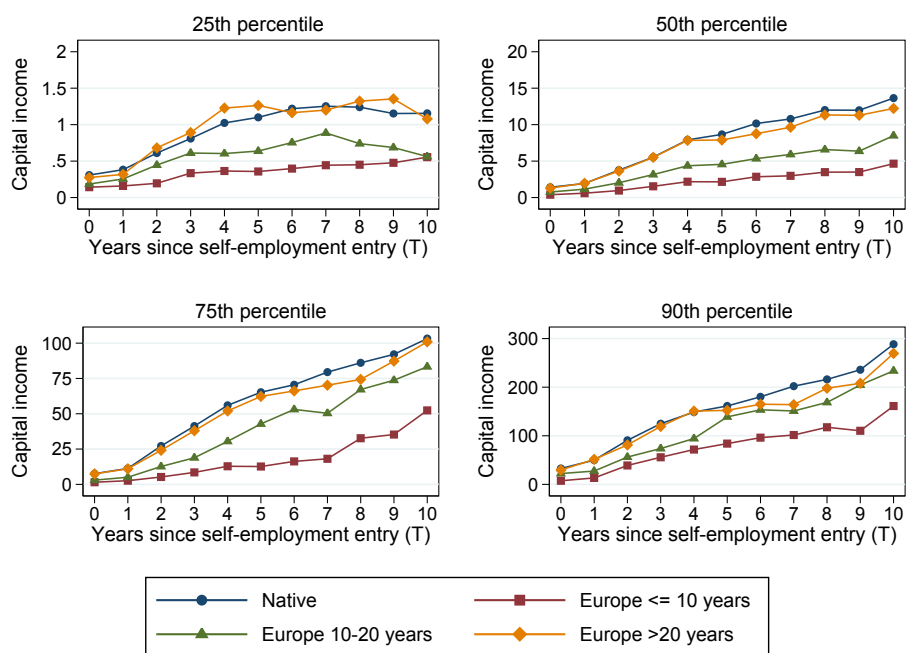 25th percentile
Capital income
2
1.5
1
.5
0
0 1 2 3 4 5 6 7 8 9 10
Years since self-employment entry (T)
50th percentile
Capital income
20
15
10
5
0
0 1 2 3 4 5 6 7 8 9 10
Years since self-employment entry (T)
75th percentile
Capital income
100
75
50
25
0
0 1 2 3 4 5 6 7 8 9 10
Years since self-employment entry (T)
90th percentile
Capital income
300
200
100
0
0 1 2 3 4 5 6 7 8 9 10
Years since self-employment entry (T)
Native
Europe <= 10 years
Europe 10-20 years
Europe >20 years